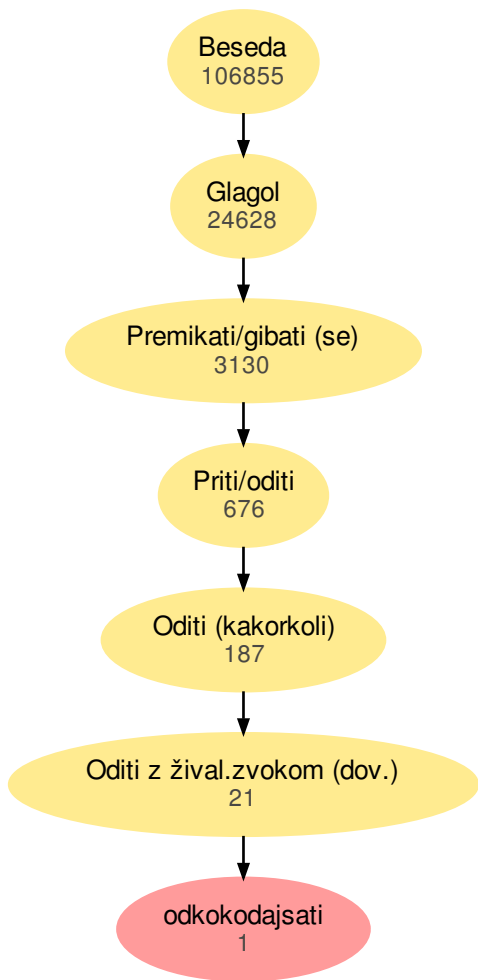 Beseda
106855
Glagol
24628
Premikati/gibati (se)
3130
Priti/oditi
676
Oditi (kakorkoli)
187
Oditi z žival.zvokom (dov.)
21
odkokodajsati
1